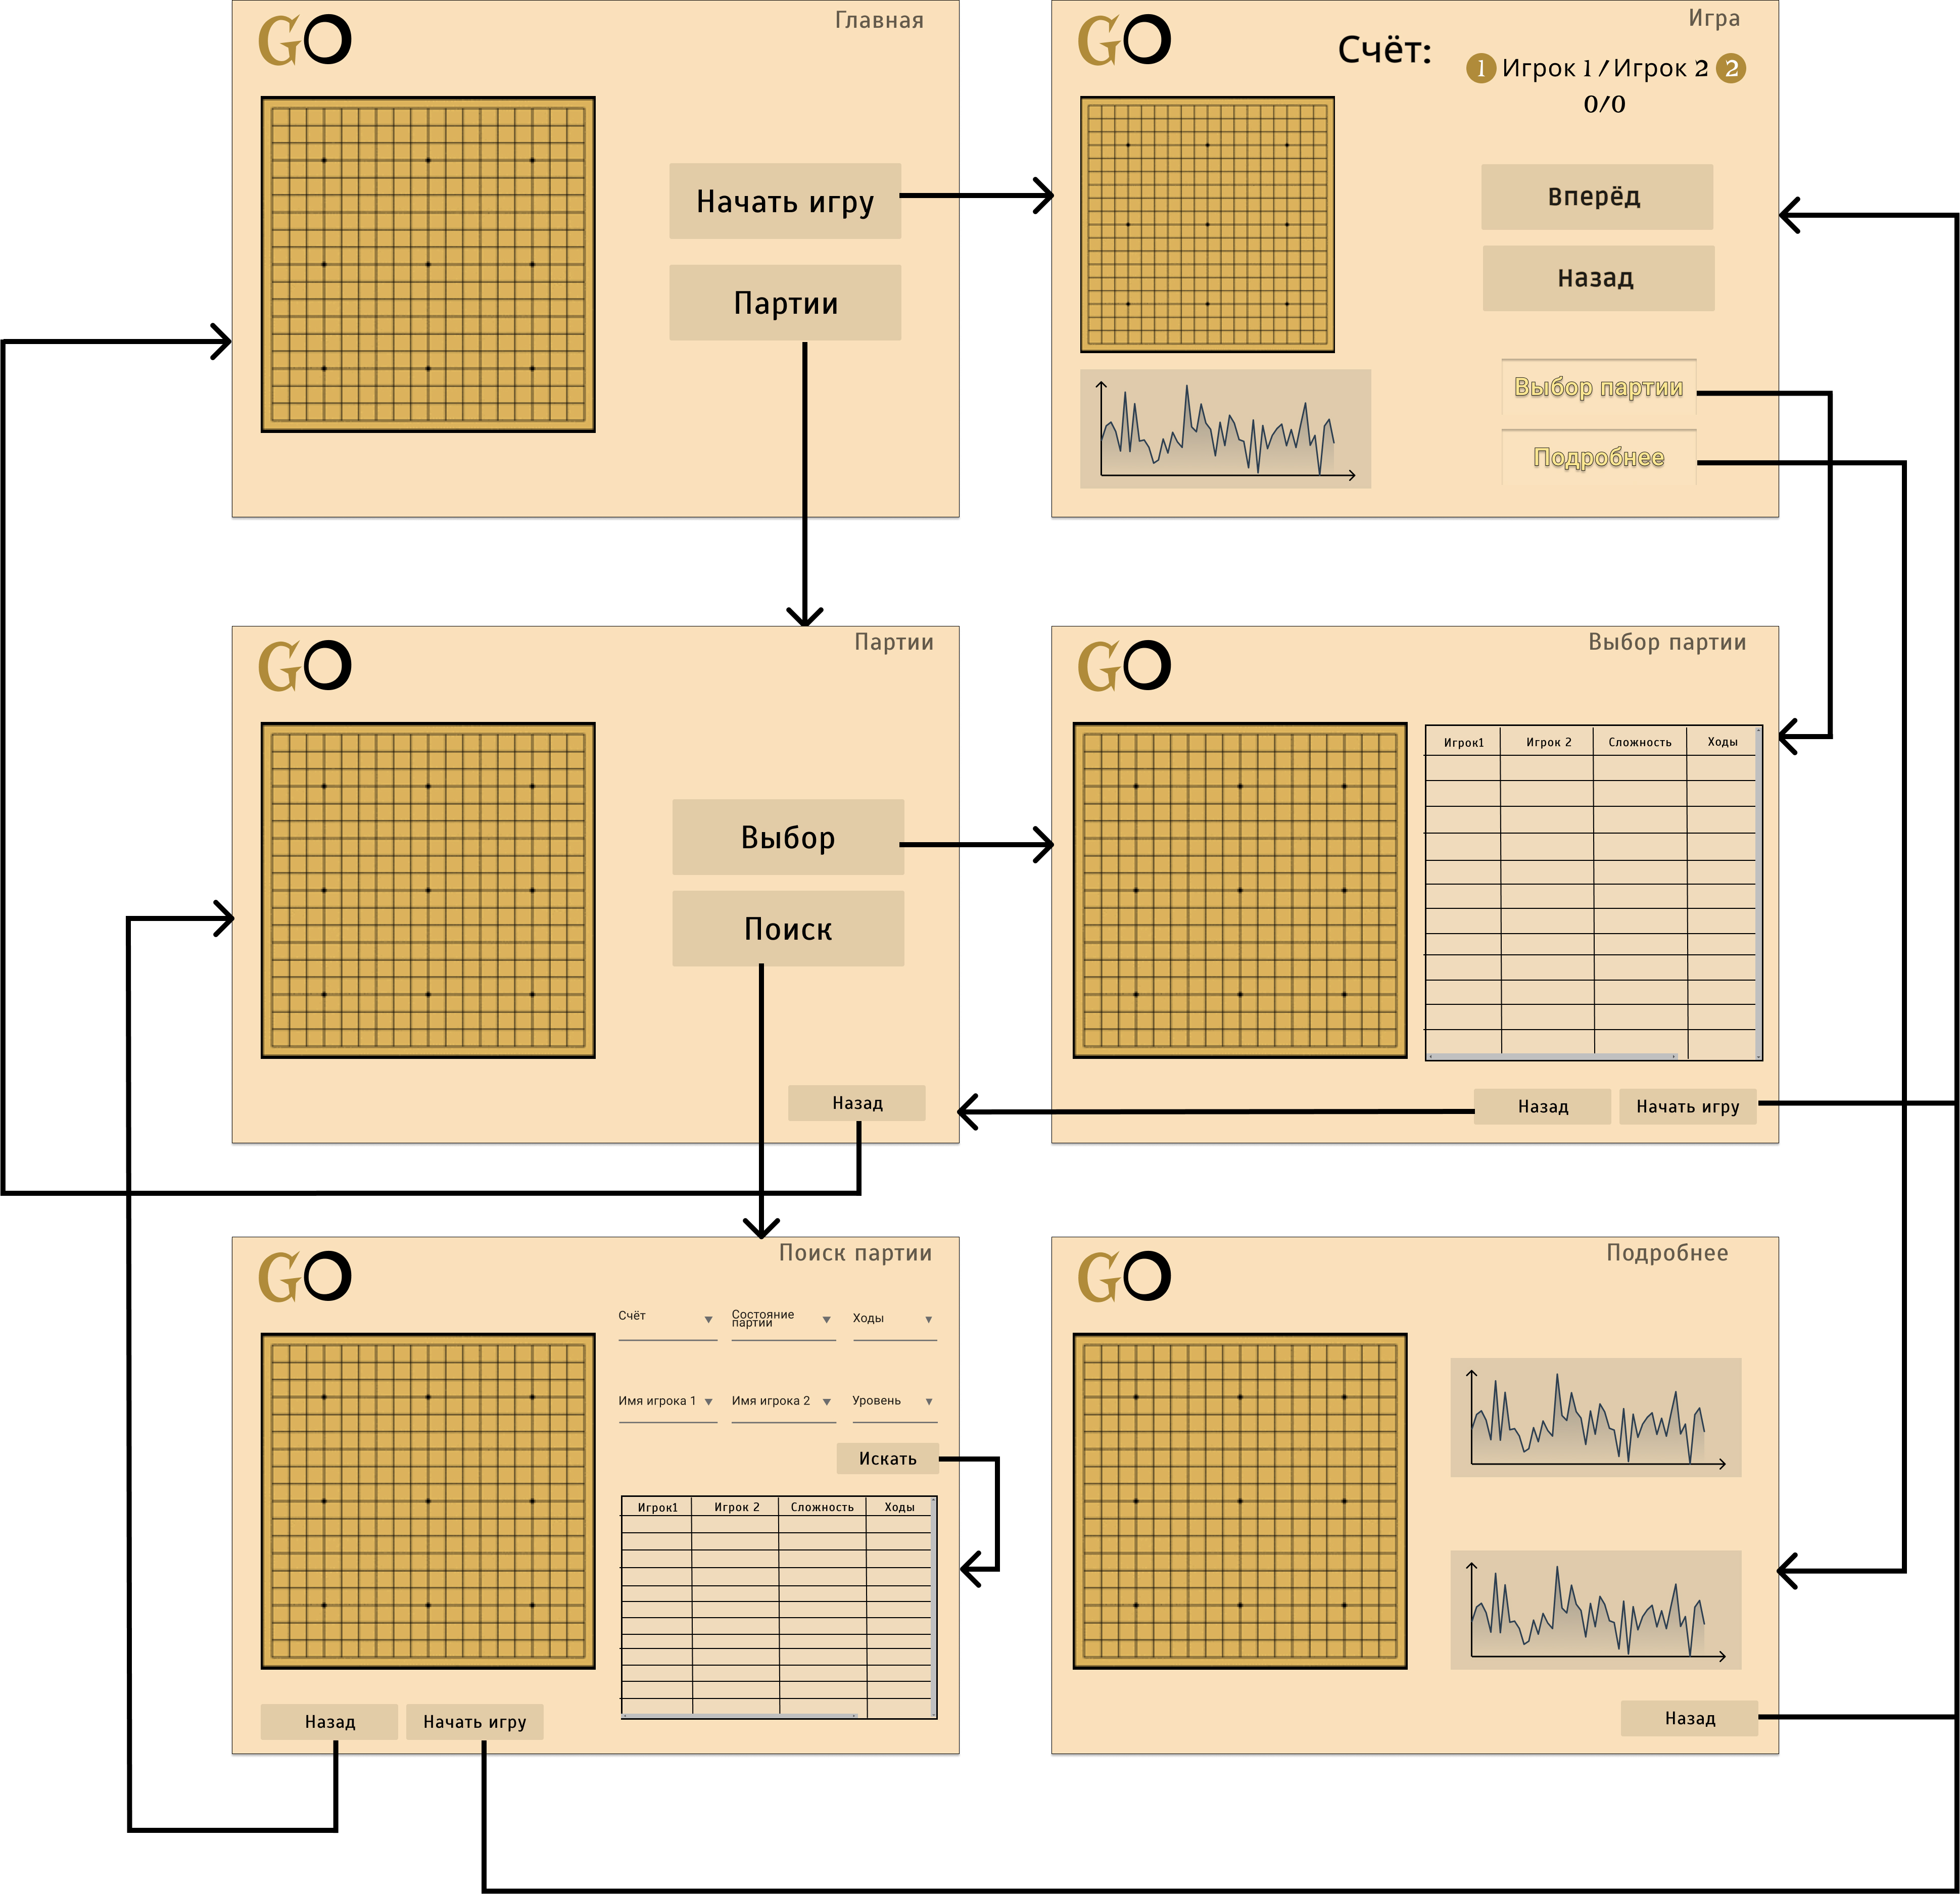 GO
Главная
Начать игру
Партии
GO
Игра
Счёт:
1 Игрок 1 / Игрок 2 2
0/0
Вперёд
Назад
Выбор партии
Подробнее
GO
Партии
Выбор
Поиск
Назад
GO
Выбор партии
Игрок1 Игрок 2 Сложность Ходы
Назад Начать игру
GO
Поиск партии
Счёт Состояние партии Ходы
Имя игрока 1 Имя игрока 2 Уровень
Искать
Игрок1 Игрок 2 Сложность Ходы
Назад Начать игру
GO
Подробнее
Назад